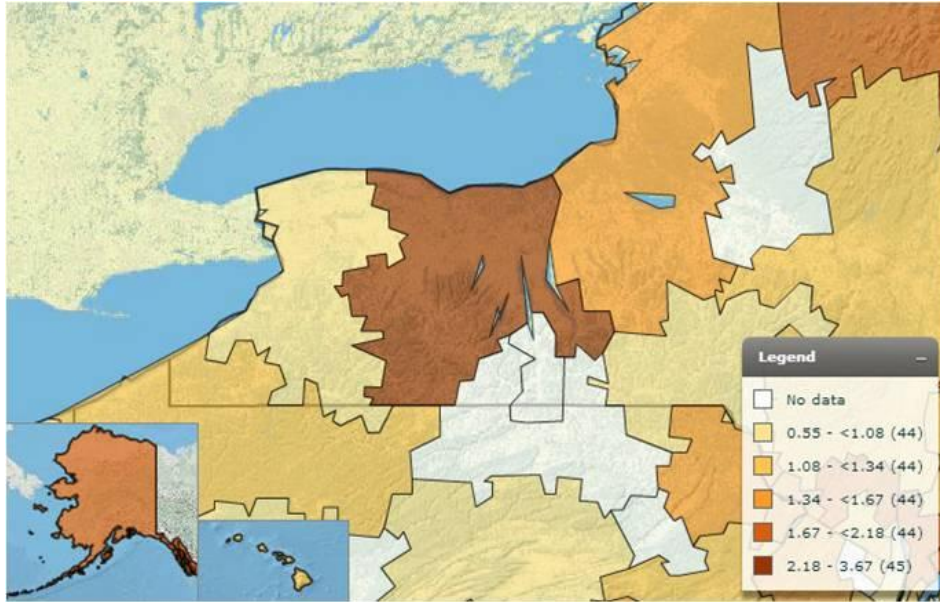 Legend –
No data
0.55 - <1.08 (44)
1.08 - <1.34 (44)
1.34 - <1.67 (44)
1.67 - <2.18 (44)
2.18 - 3.67 (45)